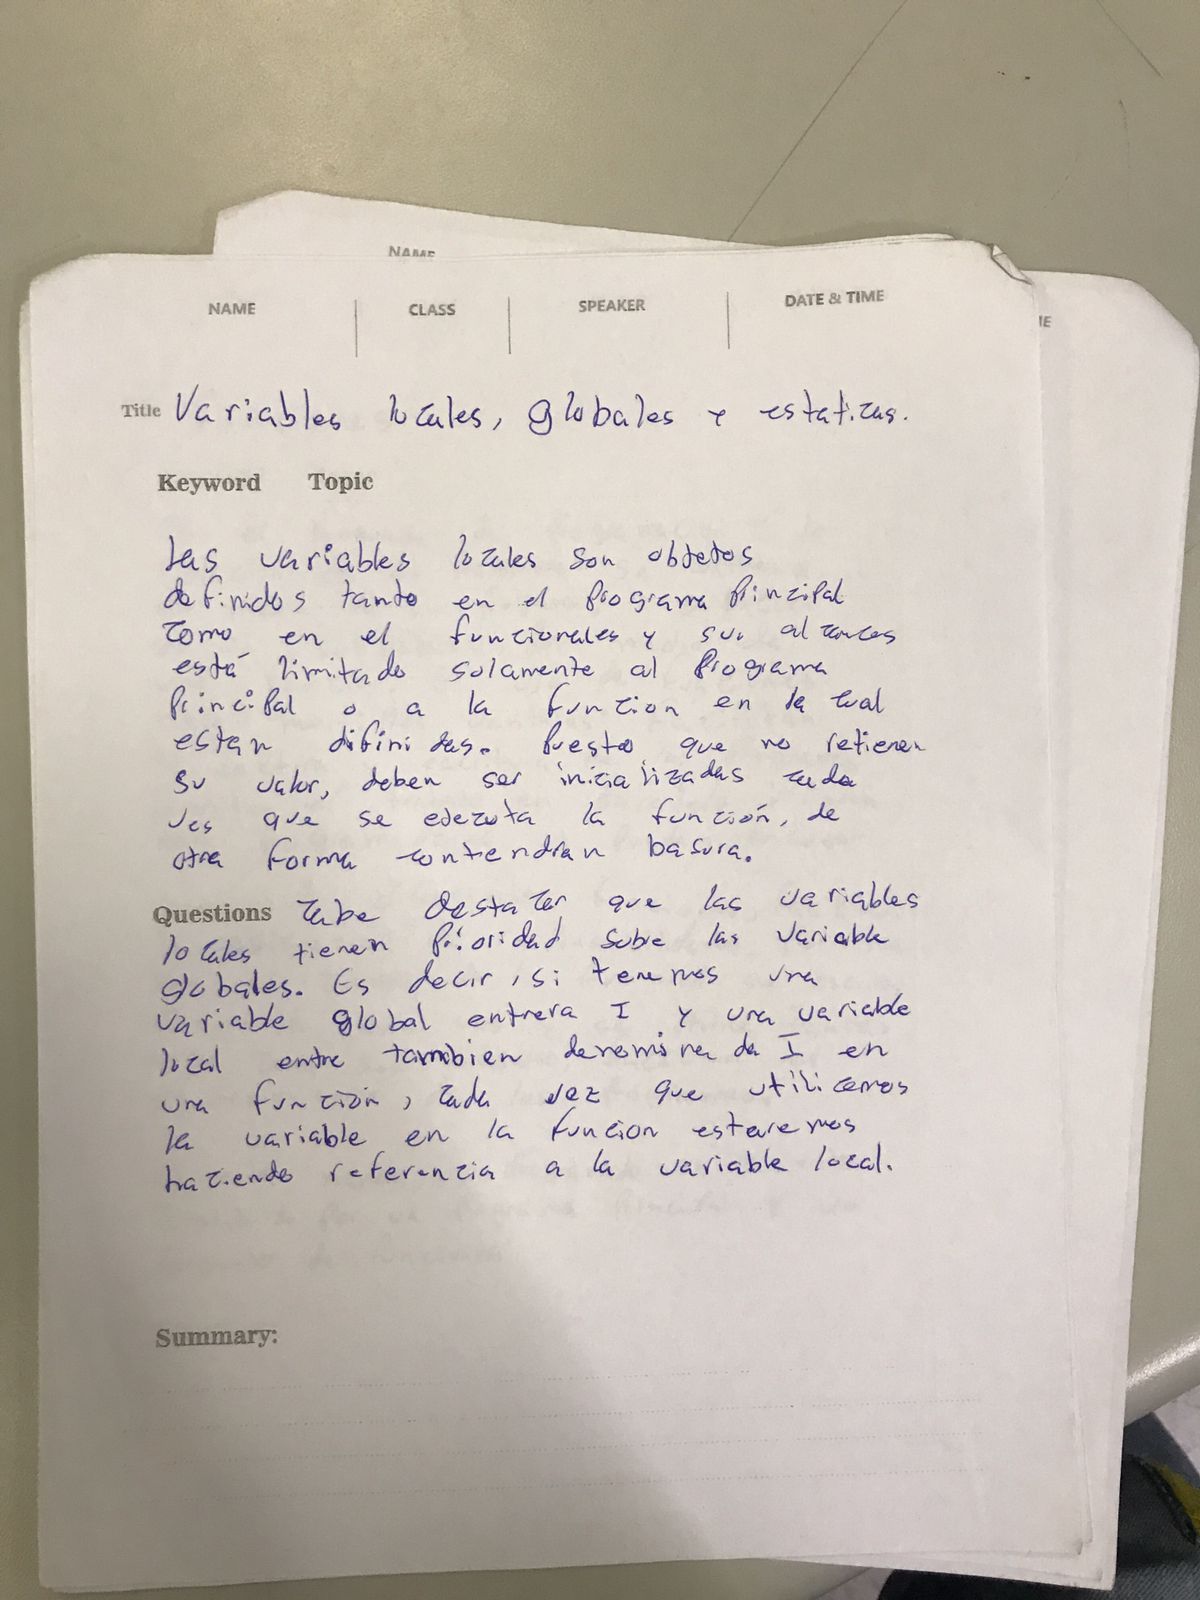 NAME
NAME CLASS SPEAKER DATE & TIME
Title Variables locales, globales y estaticas.
Keyword Topic
Las variables locales son objetos
definidos tanto en el programa principal
como en el funcionales y sus alcances
está limitado solamente al programa
principal o a la funcion en la cual
estan difinidas. Puesto que no retienen
su valor, deben ser inicializadas cada
ves que se ejecuta la función, de
otra forma contendran basura.
Questions Cabe destacar que las variables
locales tienen prioridad sobre las variable
globales. Es decir, si tenemos una
variable global entrera I y una variable
local entre tambien denominada I en
una función, cada vez que utilicemos
la variable en la funcion estaremos
haciendo referencia a la variable local.
Summary: